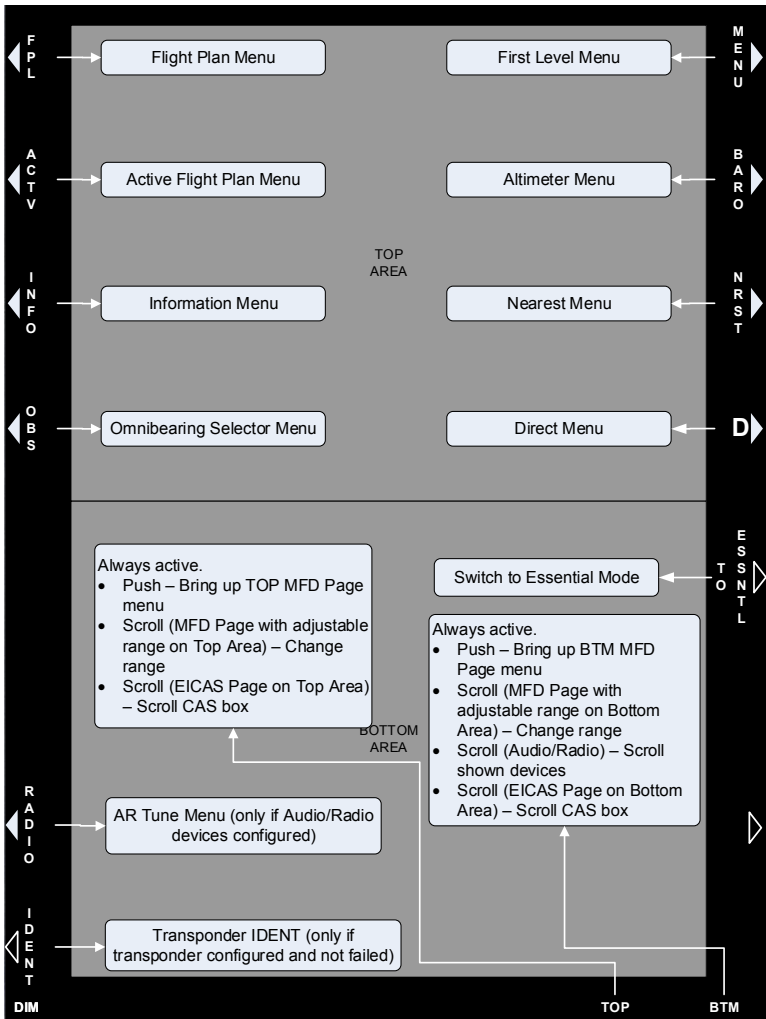 FPL
Flight Plan Menu
First Level Menu
MENU
ACTV
Active Flight Plan Menu
Altimeter Menu
BARO
TOP
AREA
INFO
Information Menu
Nearest Menu
NRST
OBS
Omnibearing Selector Menu
Direct Menu
D
Always active.
• Push – Bring up TOP MFD Page
menu
• Scroll (MFD Page with adjustable
range on Top Area) – Change
range
• Scroll (EICAS Page on Top Area)
– Scroll CAS box
Switch to Essential Mode
TO
ESSNTL
Always active.
• Push – Bring up BTM MFD
Page menu
• Scroll (MFD Page with
adjustable range on Bottom
Area) – Change range
• Scroll (Audio/Radio) – Scroll
shown devices
• Scroll (EICAS Page on Bottom
Area) – Scroll CAS box
BOTTOM
AREA
RADIO
AR Tune Menu (only if Audio/Radio
devices configured)
IDENT
Transponder IDENT (only if
transponder configured and not failed)
DIM
TOP
BTM